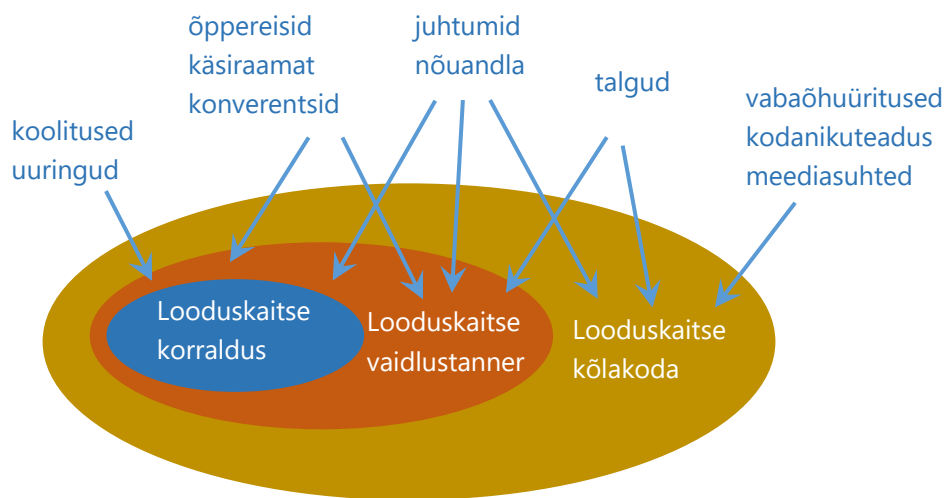 õppereisid
käsiraamat
konverentsid
juhtumid
nõuandla
talgud
vabaõhuüritused
kodanikuteadus
meediasuhted
koolitused
uuringud
Looduskaitse
korraldus
Looduskaitse
vaidlustanner
Looduskaitse
kõlakoda